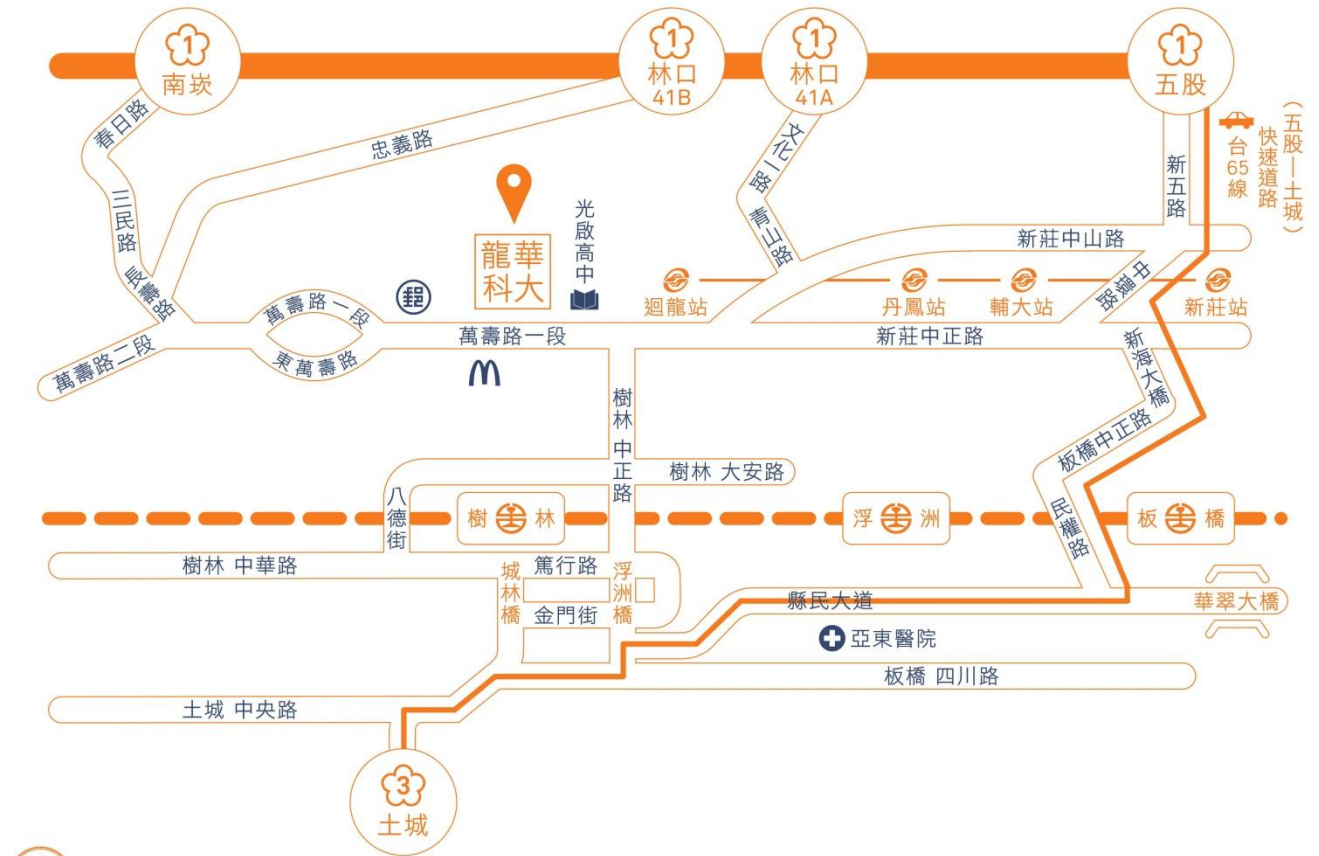 1
南崁
1
林口
41B
1
林口
41A
1
五股
春日路
忠義路
文化一路
新五路
台65線
快速道路
（五股—土城）
三民路
龍華
科大
光啟高中
青山路
新莊中山路
長壽路
郵
迴龍站
丹鳳站
輔大站
中興路
新莊站
萬壽路一段
萬壽路一段
新莊中正路
萬壽路二段
東萬壽路
新海大橋
樹林 中正路
板橋中正路
樹林 大安路
八德街
樹林
浮洲
民權路
板橋
樹林 中華路
城林橋
篤行路
浮洲橋
金門街
縣民大道
華翠大橋
亞東醫院
板橋 四川路
土城 中央路
3
土城